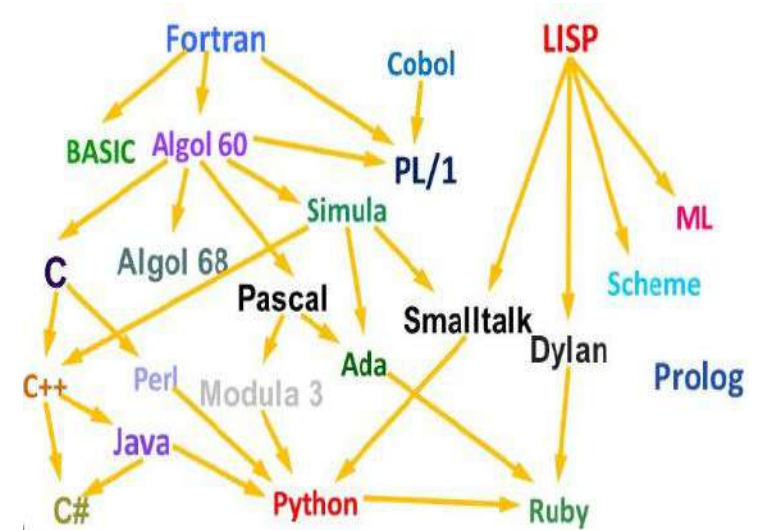 Fortran
LISP
Cobol
BASIC
Algol 60
PL/1
Simula
ML
C
Algol 68
Scheme
Pascal
Smalltalk
Dylan
Ada
Prolog
C++
Perl
Modula 3
Java
C#
Python
Ruby